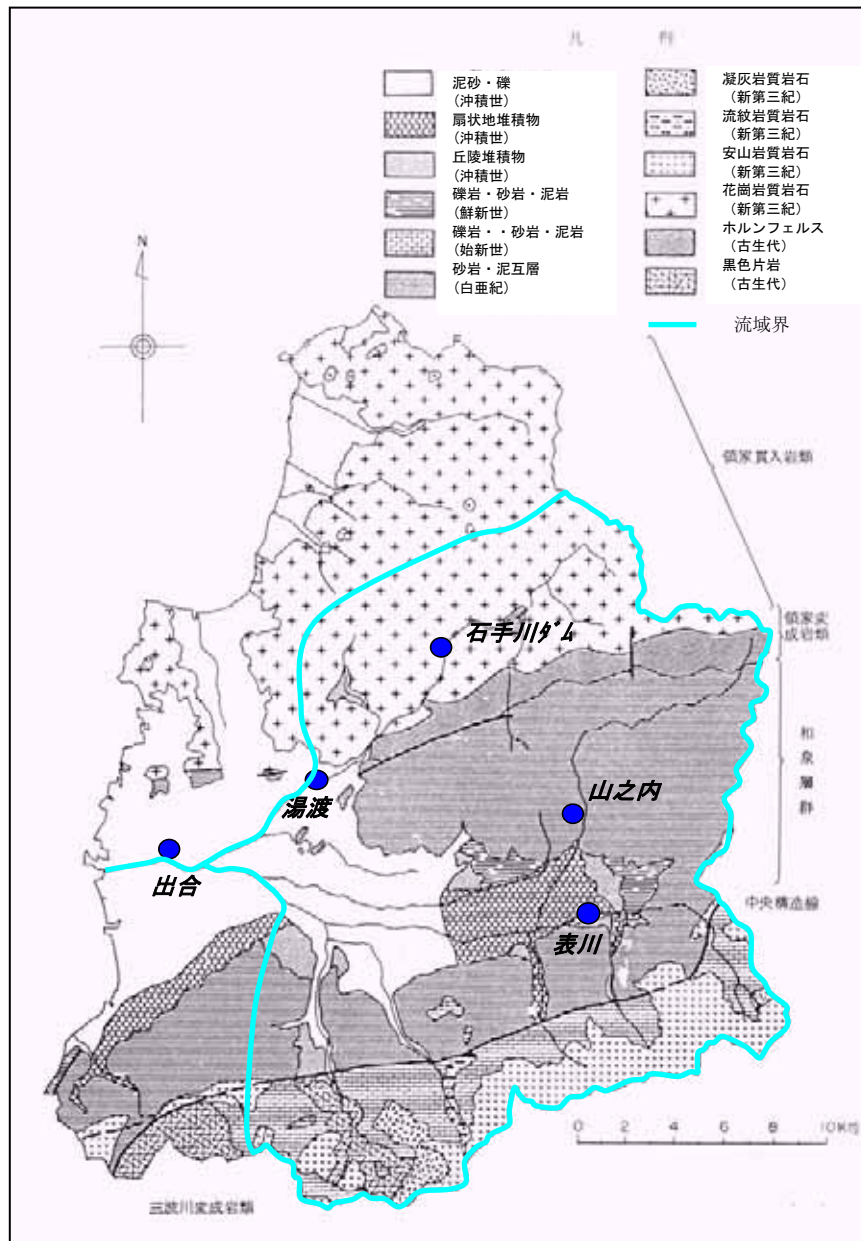 凡例
泥砂・礫
(沖積世)
扇状地堆積物
(沖積世)
丘陵堆積物
(沖積世)
礫岩・砂岩・泥岩
(鮮新世)
礫岩・・砂岩・泥岩
(始新世)
砂岩・泥互層
(白亜紀)
凝灰岩質岩石
(新第三紀)
流紋岩質岩石
(新第三紀)
安山岩質岩石
(新第三紀)
花崗岩質岩石
(新第三紀)
ホルンフェルス
(古生代)
黒色片岩
(古生代)
流域界
N
領家貫入岩類
領家変
成岩類
石手川ダム
和泉層群
山之内
湯渡
出合
中央構造線
表川
0 2 4 6 8 10Km
三波川変成岩類